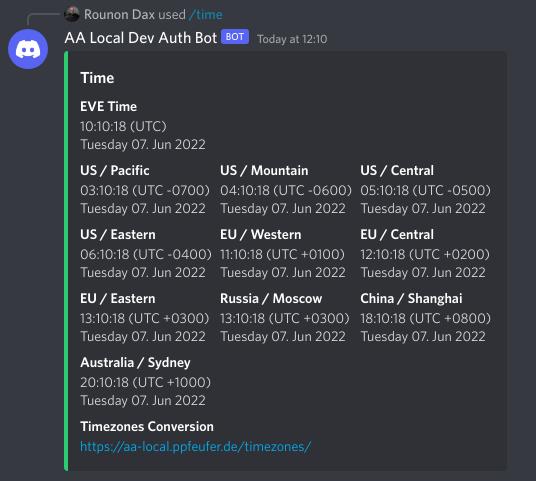 Rounon Dax used /time
AA Local Dev Auth Bot BOT Today at 12:10
Time
EVE Time
10:10:18 (UTC)
Tuesday 07. Jun 2022
US / Pacific US / Mountain US / Central
03:10:18 (UTC -0700) 04:10:18 (UTC -0600) 05:10:18 (UTC -0500)
Tuesday 07. Jun 2022 Tuesday 07. Jun 2022 Tuesday 07. Jun 2022
US / Eastern EU / Western EU / Central
06:10:18 (UTC -0400) 11:10:18 (UTC +0100) 12:10:18 (UTC +0200)
Tuesday 07. Jun 2022 Tuesday 07. Jun 2022 Tuesday 07. Jun 2022
EU / Eastern Russia / Moscow China / Shanghai
13:10:18 (UTC +0300) 13:10:18 (UTC +0300) 18:10:18 (UTC +0800)
Tuesday 07. Jun 2022 Tuesday 07. Jun 2022 Tuesday 07. Jun 2022
Australia / Sydney
20:10:18 (UTC +1000)
Tuesday 07. Jun 2022
Timezones Conversion
https://aa-local.ppfeufer.de/timezones/